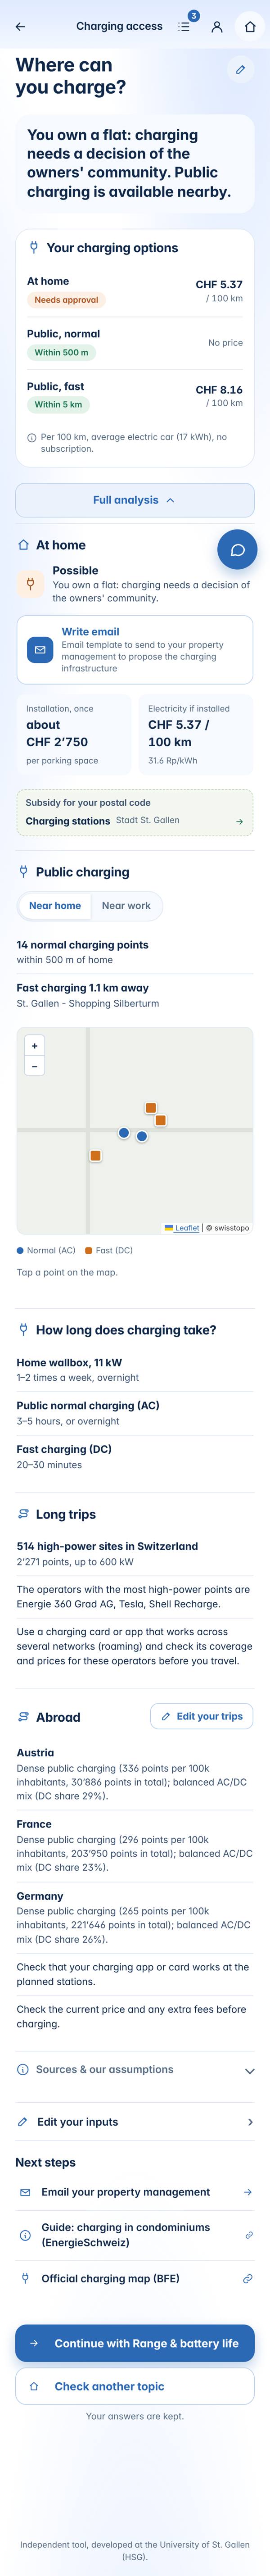 Charging access
3
Where can
you charge?
You own a flat: charging
needs a decision of the
owners' community. Public
charging is available nearby.
Your charging options
At home
CHF 5.37
Needs approval
/ 100 km
Public, normal
No price
Within 500 m
Public, fast
CHF 8.16
Within 5 km
/ 100 km
Per 100 km, average electric car (17 kWh), no
subscription.
Full analysis
At home
Possible
You own a flat: charging needs a decision of
the owners' community.
Write email
Email template to send to your property
management to propose the charging
infrastructure
Installation, once
about
CHF 2’750
per parking space
Electricity if installed
CHF 5.37 /
100 km
31.6 Rp/kWh
Subsidy for your postal code
Charging stations Stadt St. Gallen
Public charging
Near home
Near work
14 normal charging points
within 500 m of home
Fast charging 1.1 km away
St. Gallen - Shopping Silberturm
+
−
Leaflet | © swisstopo
Normal (AC)
Fast (DC)
Tap a point on the map.
How long does charging take?
Home wallbox, 11 kW
1–2 times a week, overnight
Public normal charging (AC)
3–5 hours, or overnight
Fast charging (DC)
20–30 minutes
Long trips
514 high-power sites in Switzerland
2’271 points, up to 600 kW
The operators with the most high-power points are
Energie 360 Grad AG, Tesla, Shell Recharge.
Use a charging card or app that works across
several networks (roaming) and check its coverage
and prices for these operators before you travel.
Abroad
Edit your trips
Austria
Dense public charging (336 points per 100k
inhabitants, 30’886 points in total); balanced AC/DC
mix (DC share 29%).
France
Dense public charging (296 points per 100k
inhabitants, 203’950 points in total); balanced AC/DC
mix (DC share 23%).
Germany
Dense public charging (265 points per 100k
inhabitants, 221’646 points in total); balanced AC/DC
mix (DC share 26%).
Check that your charging app or card works at the
planned stations.
Check the current price and any extra fees before
charging.
Sources & our assumptions
Edit your inputs
Next steps
Email your property management
Guide: charging in condominiums
(EnergieSchweiz)
Official charging map (BFE)
Continue with Range & battery life
Check another topic
Your answers are kept.
Independent tool, developed at the University of St. Gallen
(HSG).